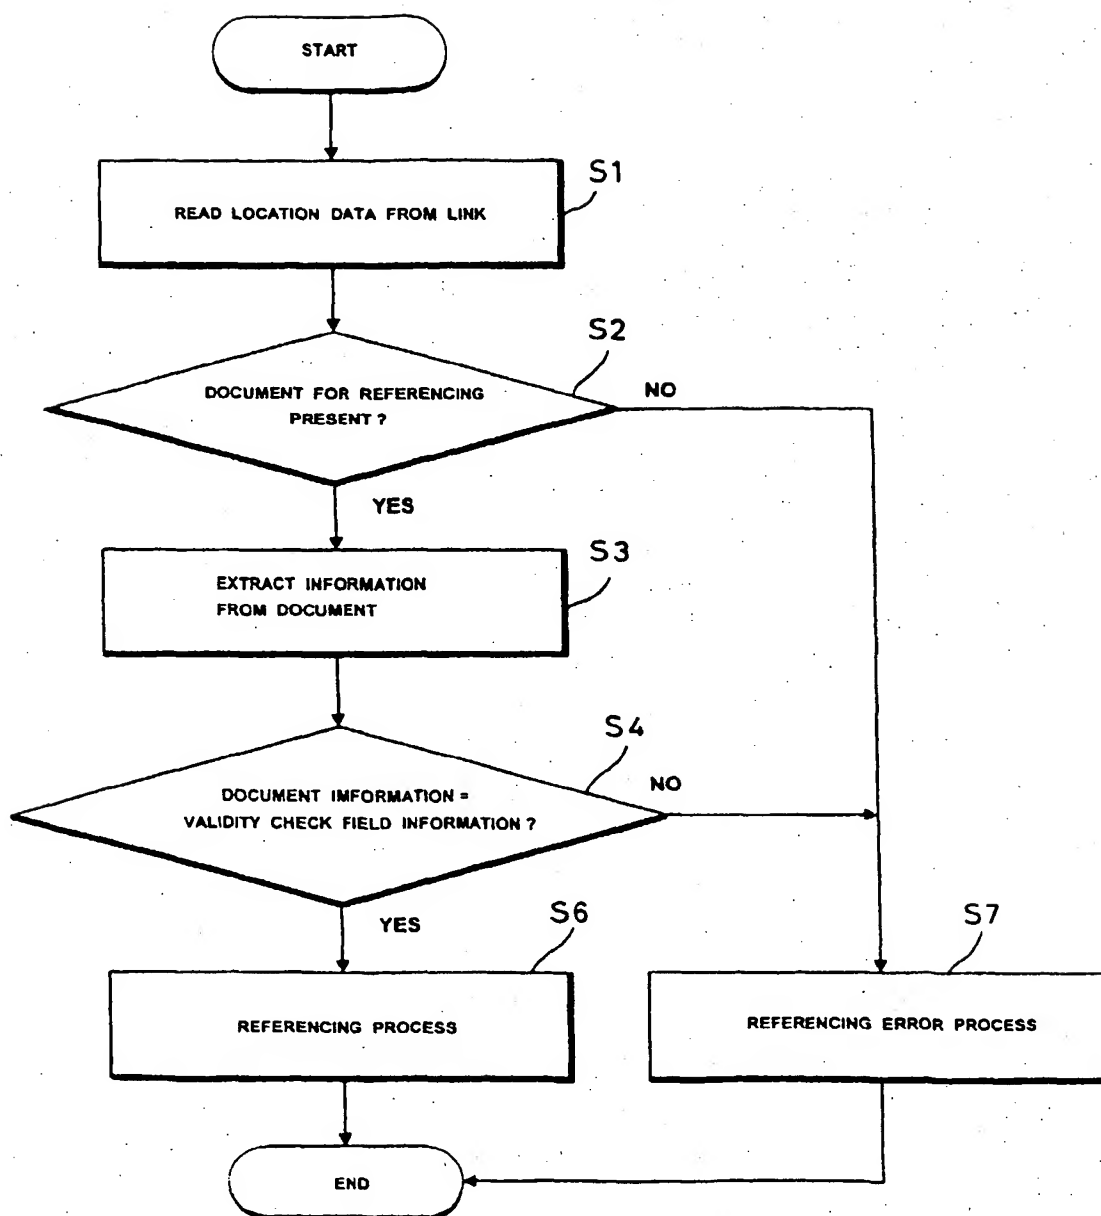 START
S1
READ LOCATION DATA FROM LINK
S2
DOCUMENT FOR REFERENCING
PRESENT ?
NO
YES
S3
EXTRACT INFORMATION
FROM DOCUMENT
S4
DOCUMENT IMFORMATION =
VALIDITY CHECK FIELD INFORMATION ?
NO
YES
S6
S7
REFERENCING PROCESS
REFERENCING ERROR PROCESS
END